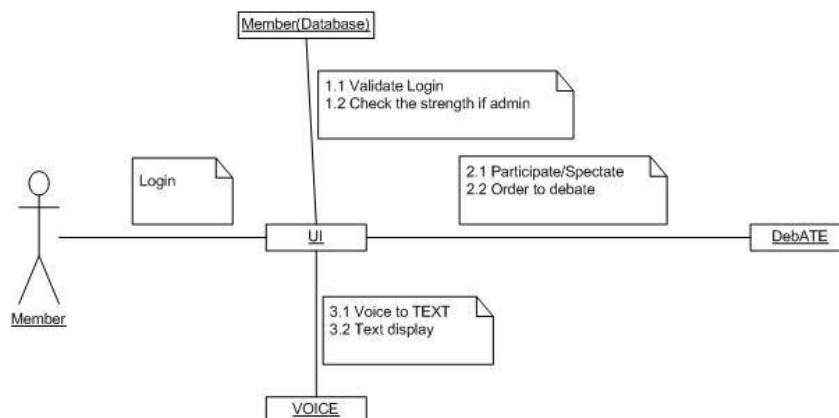 Member(Database)
1.1 Validate Login
1.2 Check the strength if admin
Login
2.1 Participate/Spectate
2.2 Order to debate
UI
DebATE
Member
3.1 Voice to TEXT
3.2 Text display
VOICE